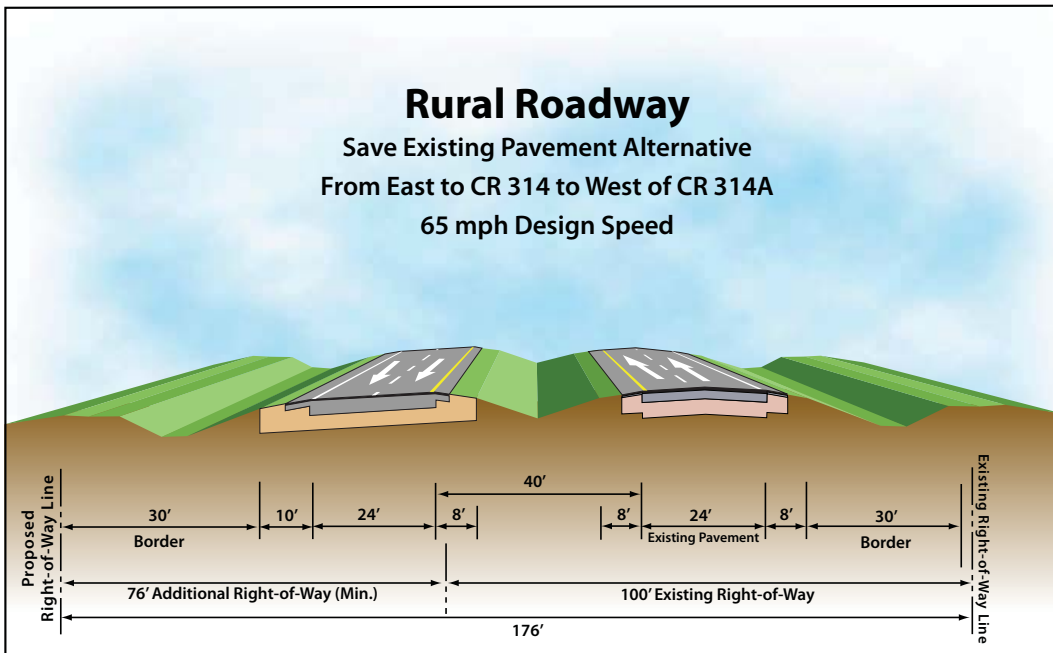 Rural Roadway
Save Existing Pavement Alternative
From East to CR 314 to West of CR 314A
65 mph Design Speed
Proposed
Right-of-Way Line
Existing Right-of-Way Line
40’
30’
10’
24’
8’
8’
24’
8’
30’
Border
Existing Pavement
Border
76’ Additional Right-of-Way (Min.)
100’ Existing Right-of-Way
176’